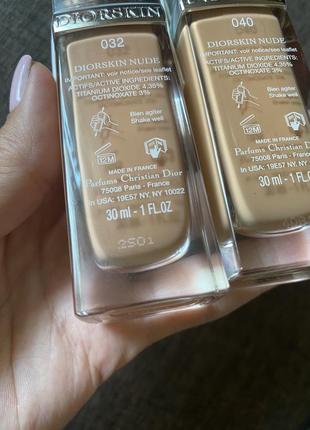 DIORSKIN
032
DIORSKIN NUDE
IMPORTANT: voir notice/see leaflet
ACTIFS/ACTIVE INGREDIENTS:
TITANIUM DIOXIDE 4,35%
OCTINOXATE 3%
Bien agiter
Shake well
12M
MADE IN FRANCE
Parfums Christian Dior
75008 Paris - France
in USA: 19E57 NY. NY 10022
30 ml - 1 FL.OZ
2S01
040
DIORSKIN NUDE
IMPORTANT: voir notice/see leaflet
ACTIFS/ACTIVE INGREDIENTS:
TITANIUM DIOXIDE 4,35%
OCTINOXATE 3%
Bien agiter
Shake well
12M
MADE IN FRANCE
Parfums Christian Dior
75008 Paris - France
in USA: 19E57 NY. NY 10022
30 ml - 1 FL.OZ